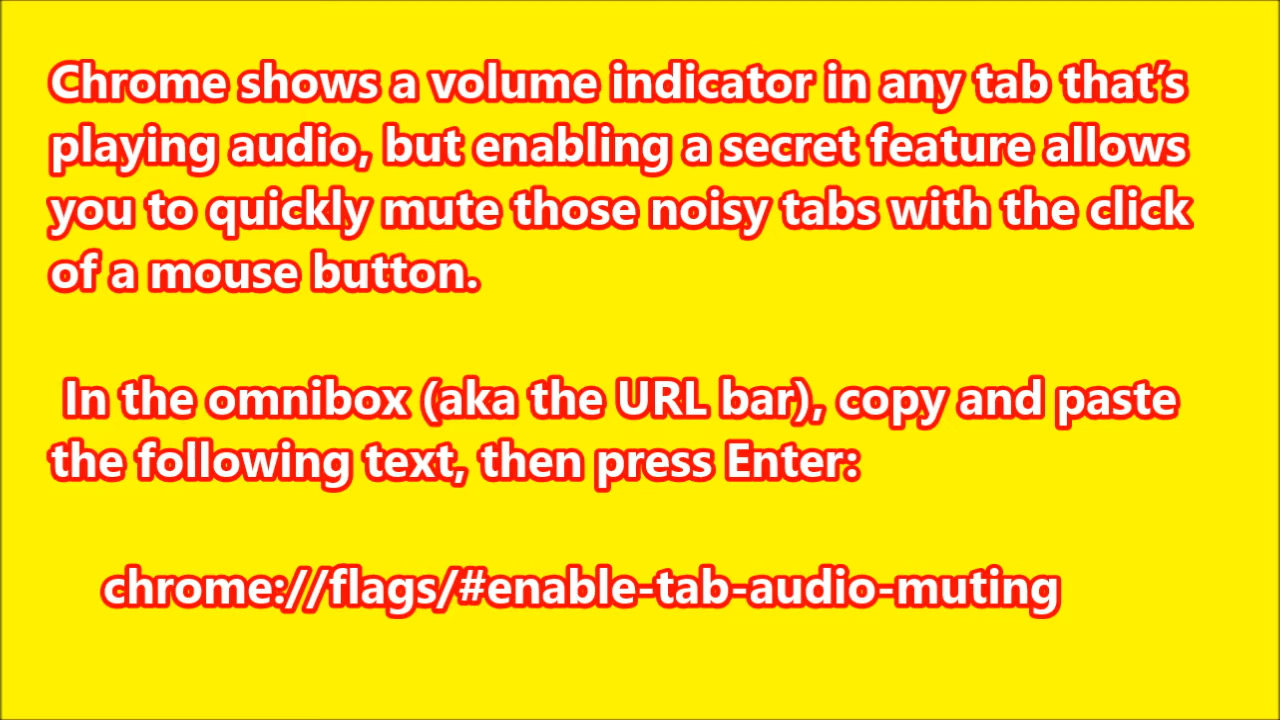 Chrome shows a volume indicator in any tab that’s
playing audio, but enabling a secret feature allows
you to quickly mute those noisy tabs with the click
of a mouse button.
In the omnibox (aka the URL bar), copy and paste
the following text, then press Enter:
chrome://flags/#enable-tab-audio-muting